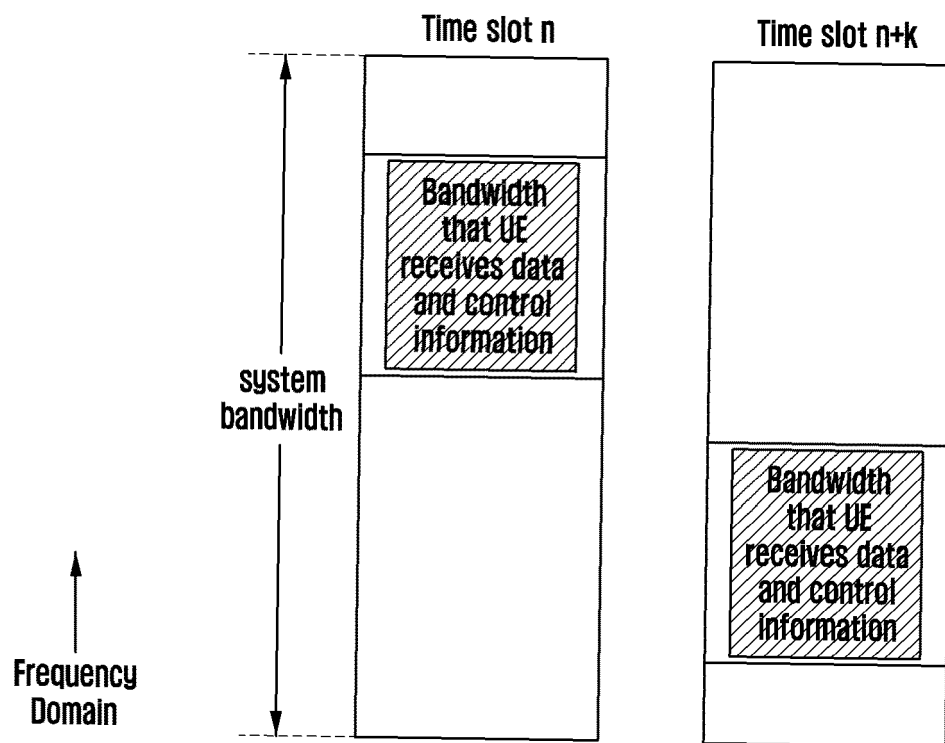 Time slot n
Time slot n+k
Bandwidth
that UE
receives data
and control
information
system
bandwidth
Bandwidth
that UE
receives data
and control
information
Frequency
Domain